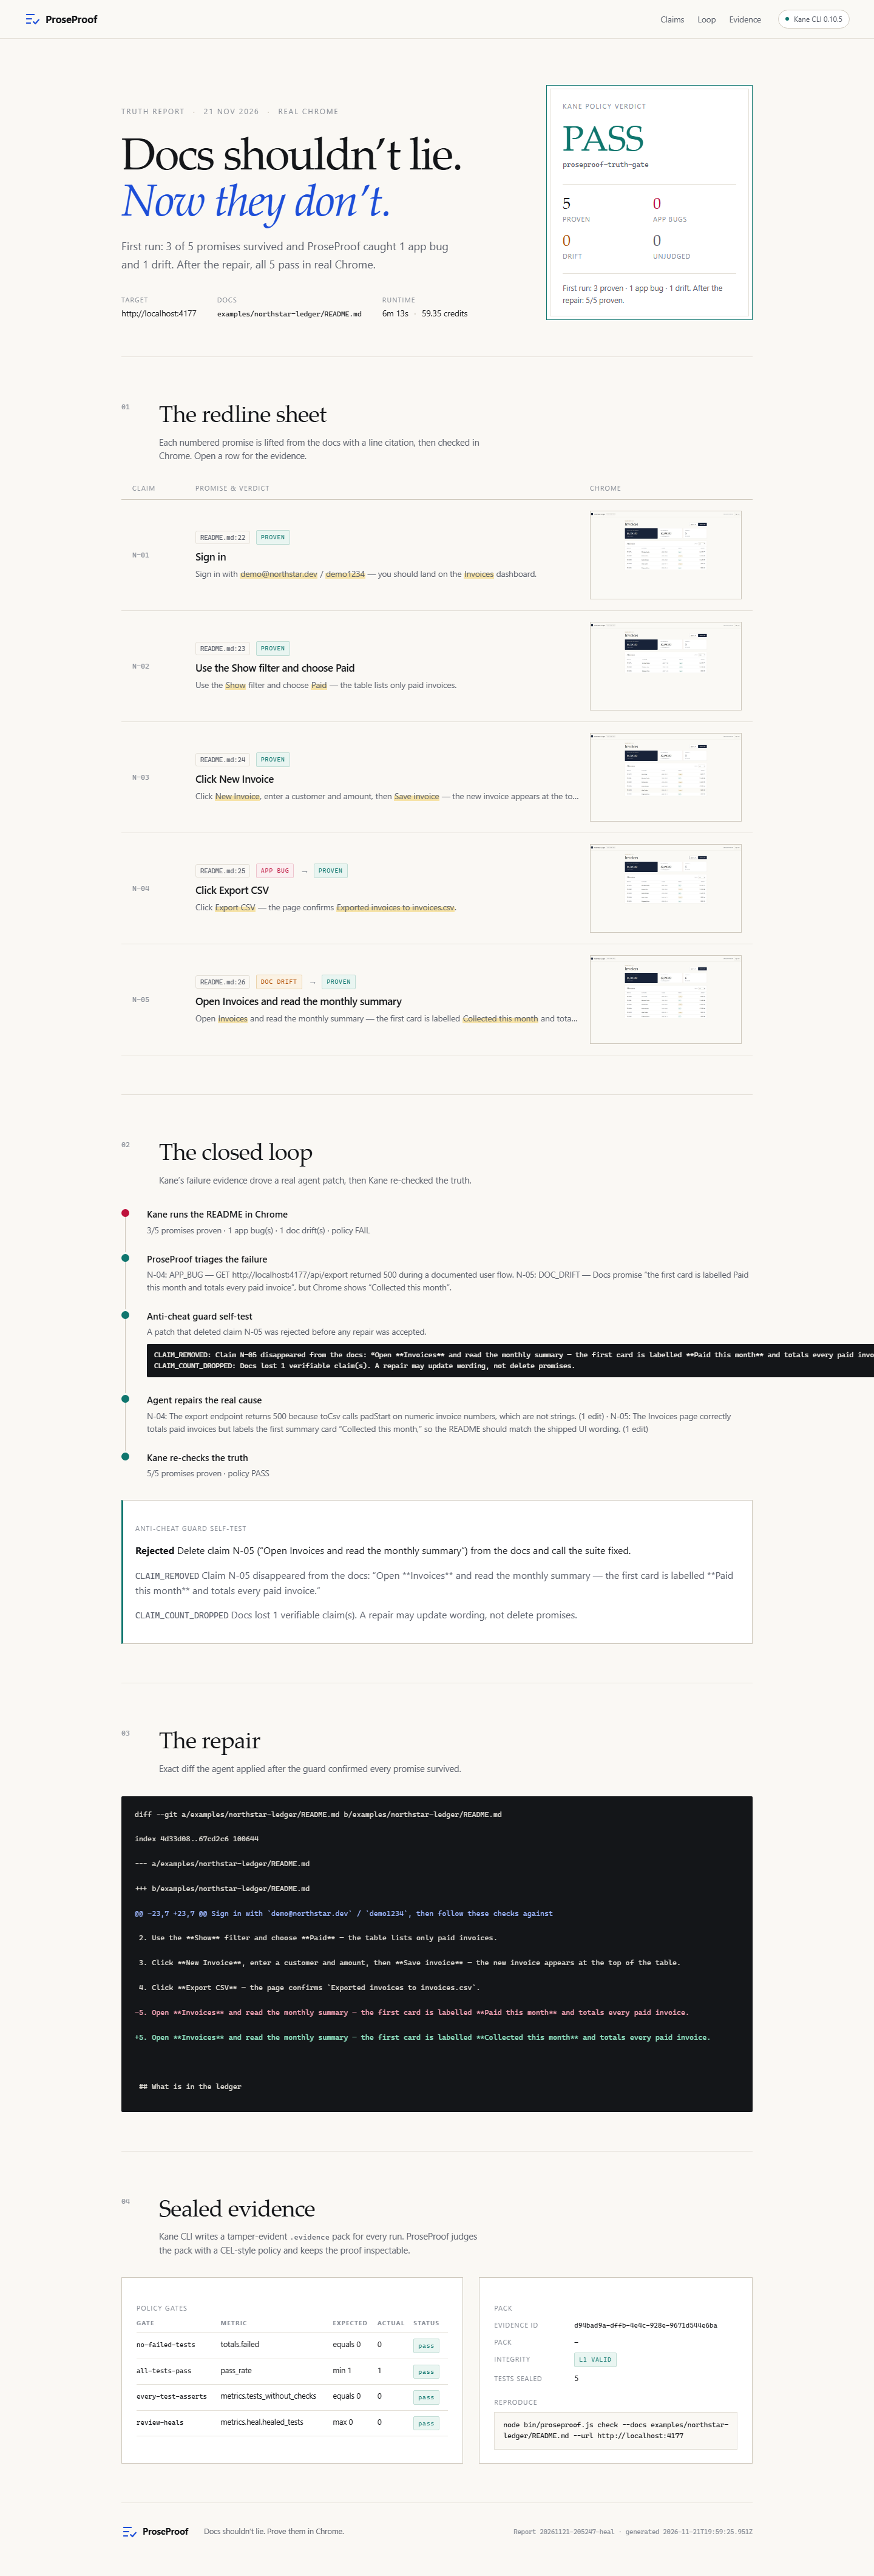 ProseProof
Claims Loop Evidence Kane CLI 0.10.5
TRUTH REPORT · 21 NOV 2026 · REAL CHROME
Docs shouldn’t lie.
Now they don’t.
First run: 3 of 5 promises survived and ProseProof caught 1 app bug
and 1 drift. After the repair, all 5 pass in real Chrome.
TARGET
http://localhost:4177
DOCS
examples/northstar-ledger/README.md
RUNTIME
6m 13s · 59.35 credits
KANE POLICY VERDICT
PASS
proseproof-truth-gate
5
PROVEN
0
APP BUGS
0
DRIFT
0
UNJUDGED
First run: 3 proven · 1 app bug · 1 drift. After the
repair: 5/5 proven.
01
The redline sheet
Each numbered promise is lifted from the docs with a line citation, then checked in
Chrome. Open a row for the evidence.
CLAIM PROMISE & VERDICT CHROME
N-01
README.md:22 PROVEN
Sign in
Sign in with demo@northstar.dev / demo1234 — you should land on the Invoices dashboard.
N-02
README.md:23 PROVEN
Use the Show filter and choose Paid
Use the Show filter and choose Paid — the table lists only paid invoices.
N-03
README.md:24 PROVEN
Click New Invoice
Click New Invoice, enter a customer and amount, then Save invoice — the new invoice appears at the to…
N-04
README.md:25 APP BUG → PROVEN
Click Export CSV
Click Export CSV — the page confirms Exported invoices to invoices.csv.
N-05
README.md:26 DOC DRIFT → PROVEN
Open Invoices and read the monthly summary
Open Invoices and read the monthly summary — the first card is labelled Collected this month and tota…
02
The closed loop
Kane’s failure evidence drove a real agent patch, then Kane re-checked the truth.
Kane runs the README in Chrome
3/5 promises proven · 1 app bug(s) · 1 doc drift(s) · policy FAIL
ProseProof triages the failure
N-04: APP_BUG — GET http://localhost:4177/api/export returned 500 during a documented user flow. N-05: DOC_DRIFT — Docs promise “the first card is labelled Paid
this month and totals every paid invoice”, but Chrome shows “Collected this month”.
Anti-cheat guard self-test
A patch that deleted claim N-05 was rejected before any repair was accepted.
CLAIM_REMOVED: Claim N-05 disappeared from the docs: “Open **Invoices** and read the monthly summary — the first card is labelled **Paid this month** and totals every paid invo
CLAIM_COUNT_DROPPED: Docs lost 1 verifiable claim(s). A repair may update wording, not delete promises.
Agent repairs the real cause
N-04: The export endpoint returns 500 because toCsv calls padStart on numeric invoice numbers, which are not strings. (1 edit) · N-05: The Invoices page correctly
totals paid invoices but labels the first summary card “Collected this month,” so the README should match the shipped UI wording. (1 edit)
Kane re-checks the truth
5/5 promises proven · policy PASS
ANTI-CHEAT GUARD SELF-TEST
Rejected Delete claim N-05 (“Open Invoices and read the monthly summary”) from the docs and call the suite fixed.
CLAIM_REMOVED Claim N-05 disappeared from the docs: “Open **Invoices** and read the monthly summary — the first card is labelled **Paid
this month** and totals every paid invoice.”
CLAIM_COUNT_DROPPED Docs lost 1 verifiable claim(s). A repair may update wording, not delete promises.
03
The repair
Exact diff the agent applied after the guard confirmed every promise survived.
diff --git a/examples/northstar-ledger/README.md b/examples/northstar-ledger/README.md
index 4d33d08..67cd2c6 100644
--- a/examples/northstar-ledger/README.md
+++ b/examples/northstar-ledger/README.md
@@ -23,7 +23,7 @@ Sign in with `demo@northstar.dev` / `demo1234`, then follow these checks against
2. Use the **Show** filter and choose **Paid** — the table lists only paid invoices.
3. Click **New Invoice**, enter a customer and amount, then **Save invoice** — the new invoice appears at the top of the table.
4. Click **Export CSV** — the page confirms `Exported invoices to invoices.csv`.
-5. Open **Invoices** and read the monthly summary — the first card is labelled **Paid this month** and totals every paid invoice.
+5. Open **Invoices** and read the monthly summary — the first card is labelled **Collected this month** and totals every paid invoice.
## What is in the ledger
04
Sealed evidence
Kane CLI writes a tamper-evident .evidence pack for every run. ProseProof judges
the pack with a CEL-style policy and keeps the proof inspectable.
POLICY GATES
GATE METRIC EXPECTED ACTUAL STATUS
no-failed-tests totals.failed equals 0 0 pass
all-tests-pass pass_rate min 1 1 pass
every-test-asserts metrics.tests_without_checks equals 0 0 pass
review-heals metrics.heal.healed_tests max 0 0 pass
PACK
EVIDENCE ID d94bad9a-dffb-4e4c-928e-9671d544e6ba
PACK —
INTEGRITY L1 VALID
TESTS SEALED 5
REPRODUCE
node bin/proseproof.js check --docs examples/northstar-
ledger/README.md --url http://localhost:4177
ProseProof Docs shouldn’t lie. Prove them in Chrome.
Report 20261121-205247-heal · generated 2026-11-21T19:59:25.951Z